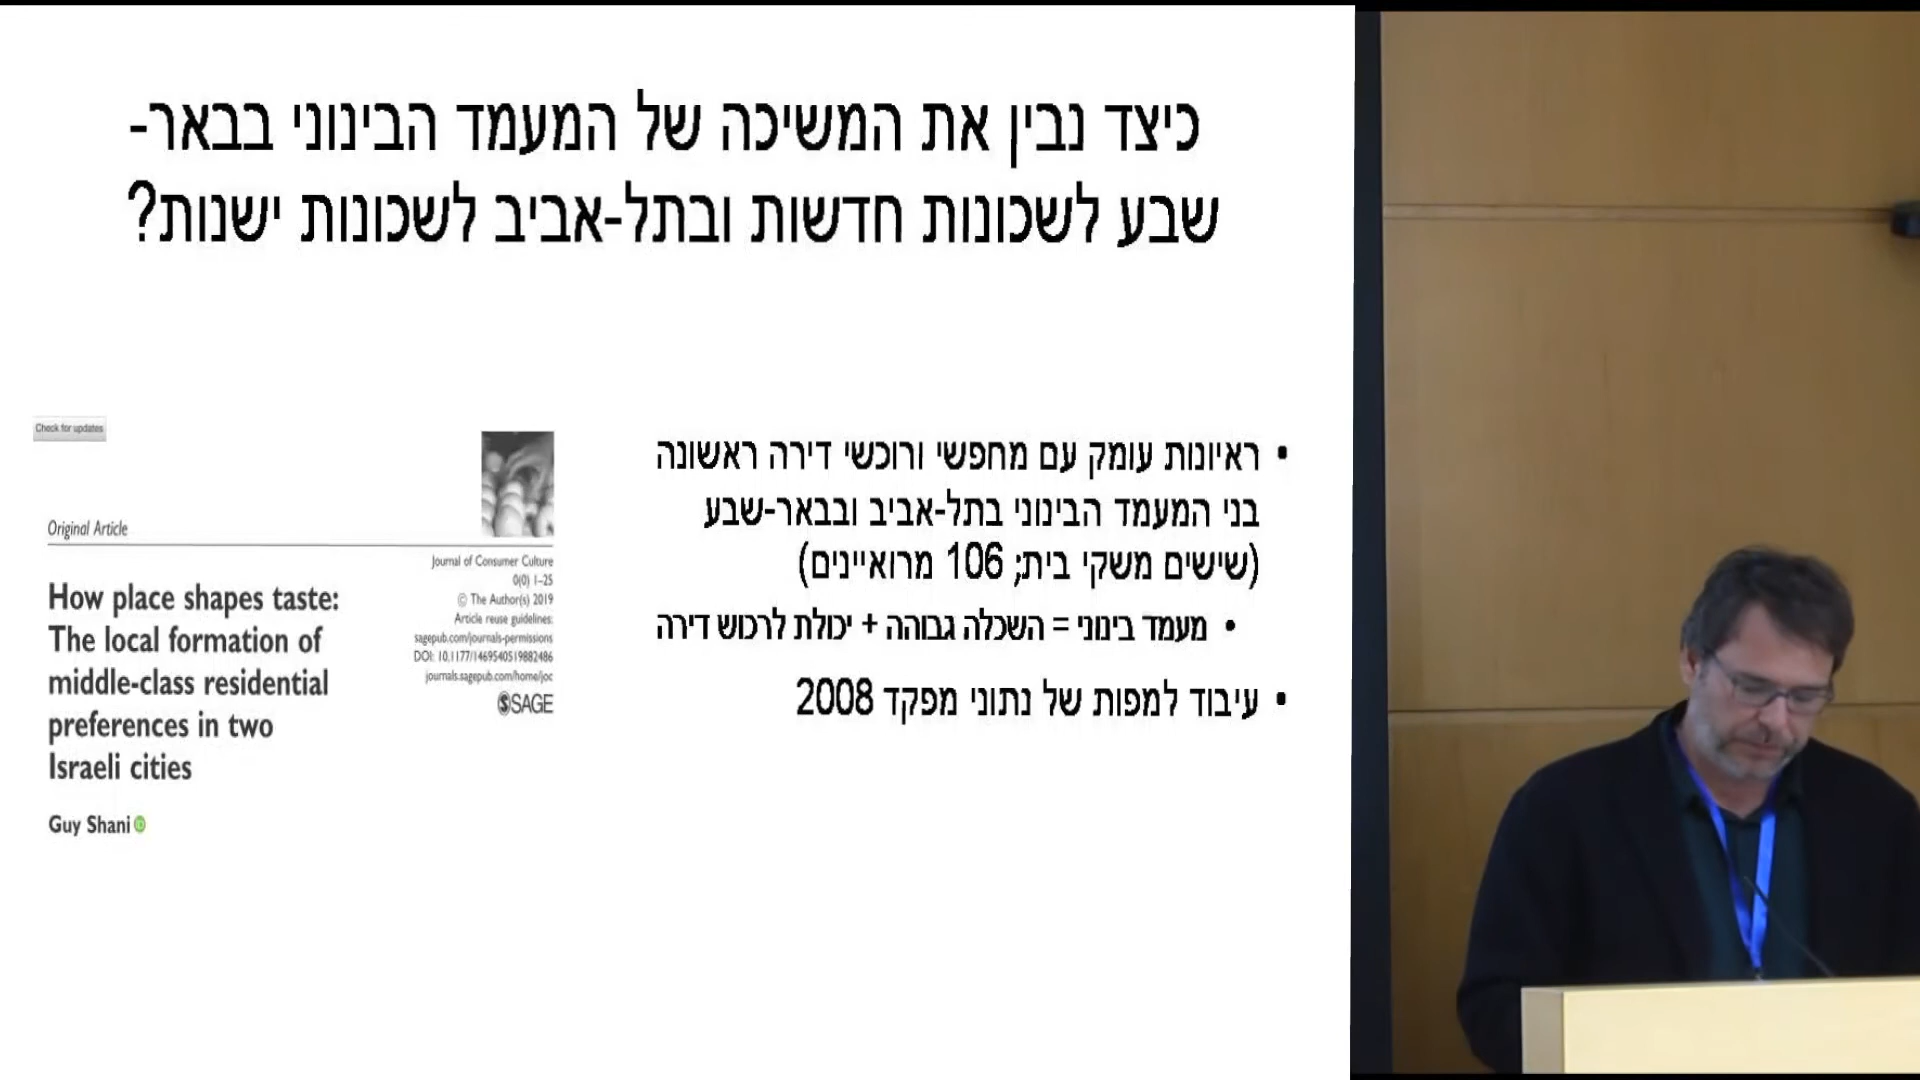 כיצד נבין את המשיכה של המעמד הבינוני בבאר-
שבע לשכונות חדשות ובתל-אביב לשכונות ישנות?
• ראיונות עומק עם מחפשי ורוכשי דירה ראשונה
בני המעמד הבינוני בתל-אביב ובבאר-שבע
(שישים משקי בית; 106 מרואיינים)
• מעמד בינוני = השכלה גבוהה + יכולת לרכוש דירה
• עיבוד למפות של נתוני מפקד 2008
Check for updates
Original Article
How place shapes taste:
The local formation of
middle-class residential
preferences in two
Israeli cities
Guy Shani
Journal of Consumer Culture
0(0) 1–25
© The Author(s) 2019
Article reuse guidelines:
sagepub.com/journals-permissions
DOI: 10.1177/1469540519882486
journals.sagepub.com/home/joc
SAGE